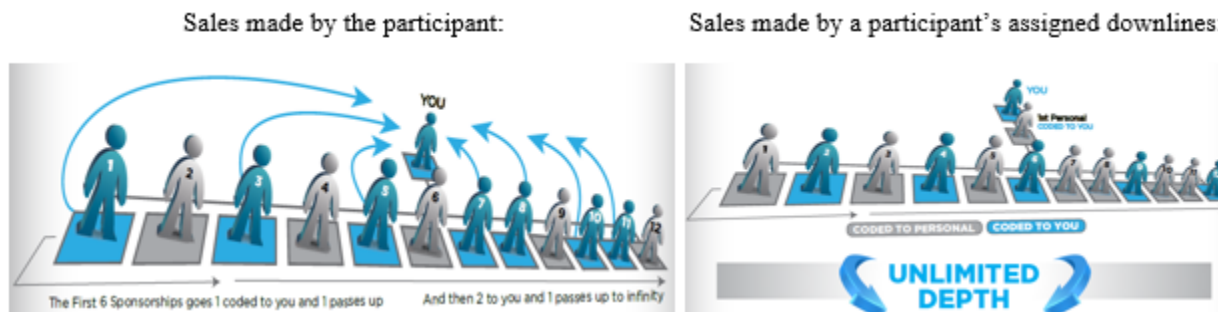 Sales made by the participant:
YOU
1
2
3
4
5
6
7
8
9
10
11
12
The First 6 Sponsorships goes 1 coded to you and 1 passes up
And then 2 to you and 1 passes up to infinity
Sales made by a participant's assigned downlines
YOU
1st Personal
CODED TO YOU
1
2
3
4
5
6
7
8
9
10
11
CODED TO PERSONAL
CODED TO YOU
UNLIMITED
DEPTH